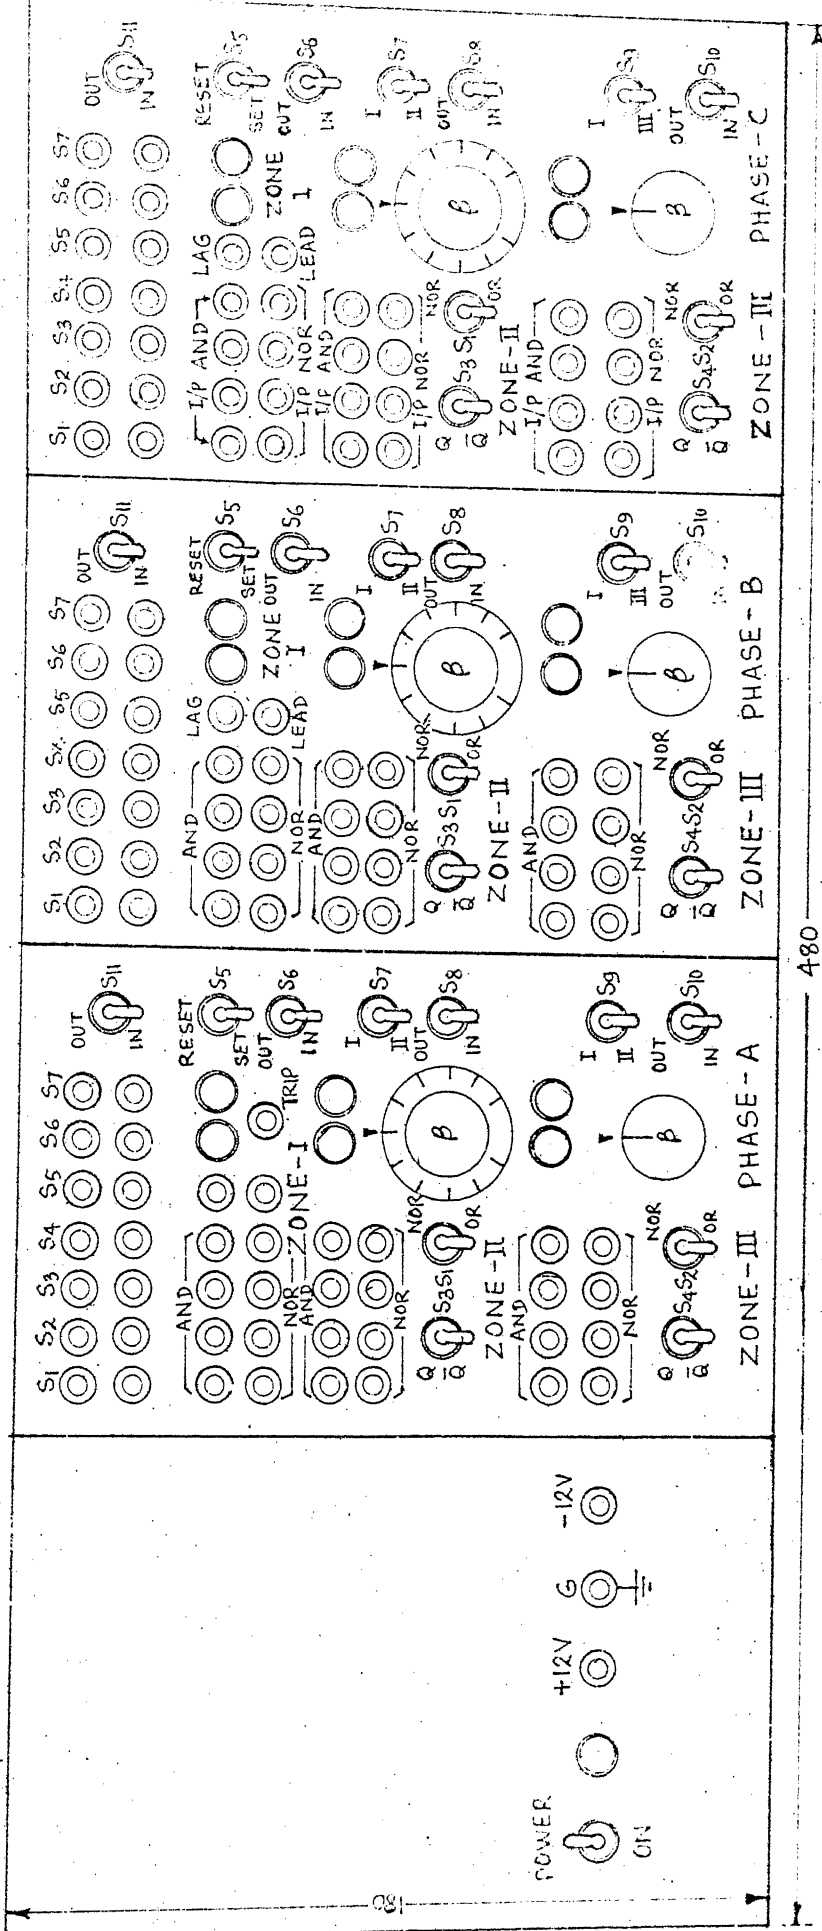 POWER
ON
+12V
G
-12V
180
480
S1 S2 S3 S4 S5 S6 S7
OUT
S11
IN
AND
NOR
RESET
S5
SET
OUT
S6
IN
TRIP
ZONE-I
AND
NOR
I
S7
II
OUT
S8
IN
β
Q
S3
Q̄
S1
NOR
OR
ZONE-II
AND
NOR
I
S9
II
OUT
S10
IN
β
Q
S4
Q̄
S2
NOR
OR
ZONE-III PHASE-A
S1 S2 S3 S4 S5 S6 S7
OUT
S11
IN
AND
NOR
LAG
LEAD
RESET
S5
SET
ZONE
I
OUT
S6
IN
AND
NOR
I
S7
II
OUT
S8
IN
β
Q
S3
Q̄
S1
NOR
OR
ZONE-II
AND
NOR
I
S9
III
OUT
S10
β
Q
S4
Q̄
S2
NOR
OR
ZONE-III PHASE-B
S1 S2 S3 S4 S5 S6 S7
OUT
S11
IN
I/P AND
I/P NOR
LAG
LEAD
RESET
S5
SET
ZONE
1
OUT
S6
IN
I/P AND
I/P NOR
I
S7
II
OUT
S8
IN
β
Q
S3
Q̄
S1
NOR
OR
ZONE-II
I/P AND
I/P NOR
I
S9
III
OUT
S10
IN
β
Q
S4
Q̄
S2
NOR
OR
ZONE-III PHASE-C